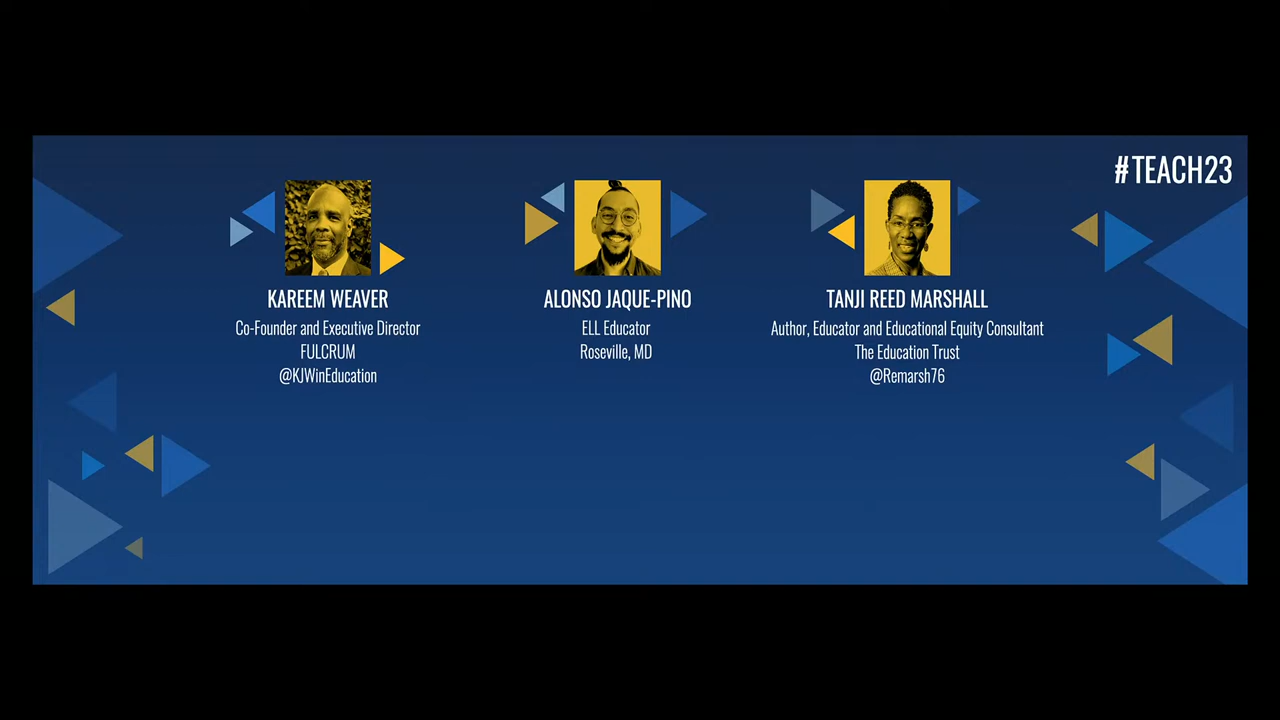 #TEACH23
KAREEM WEAVER
Co-Founder and Executive Director
FULCRUM
@KJWinEducation
ALONSO JAQUE-PINO
ELL Educator
Roseville, MD
TANJI REED MARSHALL
Author, Educator and Educational Equity Consultant
The Education Trust
@Remarsh76